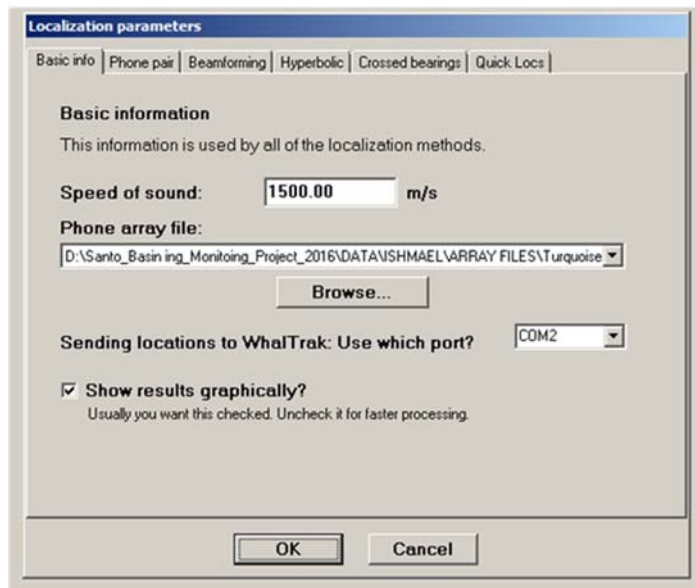 Localization parameters
Basic info Phone pair Beamforming Hyperbolic Crossed bearings Quick Locs
Basic information
This information is used by all of the localization methods.
Speed of sound: 1500.00 m/s
Phone array file:
D:\Santo_Basin ing_Monitoing_Project_2016\DATA\ISHMAEL\ARRAY FILES\Turquoise
Browse...
Sending locations to WhalTrak: Use which port? COM2
Show results graphically?
Usually you want this checked. Uncheck it for faster processing.
OK Cancel